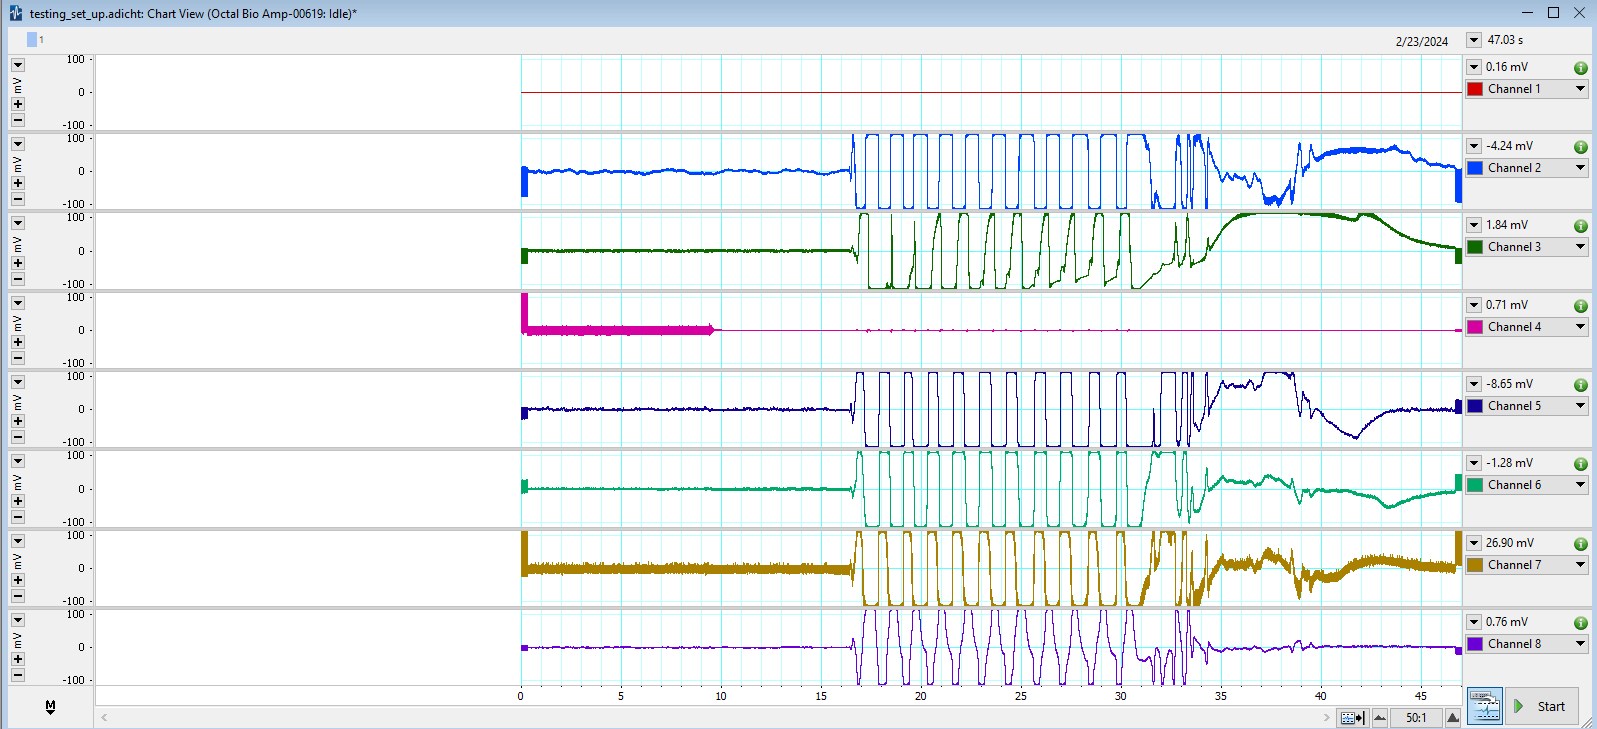 testing_set_up.adicht: Chart View (Octal Bio Amp-00619: Idle)*
1
2/23/2024
47.03 s
100
mV
0
-100
0.16 mV
Channel 1
100
mV
0
-100
-4.24 mV
Channel 2
100
mV
0
-100
1.84 mV
Channel 3
100
mV
0
-100
0.71 mV
Channel 4
100
mV
0
-100
-8.65 mV
Channel 5
100
mV
0
-100
-1.28 mV
Channel 6
100
mV
0
-100
26.90 mV
Channel 7
100
mV
0
-100
0.76 mV
Channel 8
0 5 10 15 20 25 30 35 40 45
M
50:1
Start